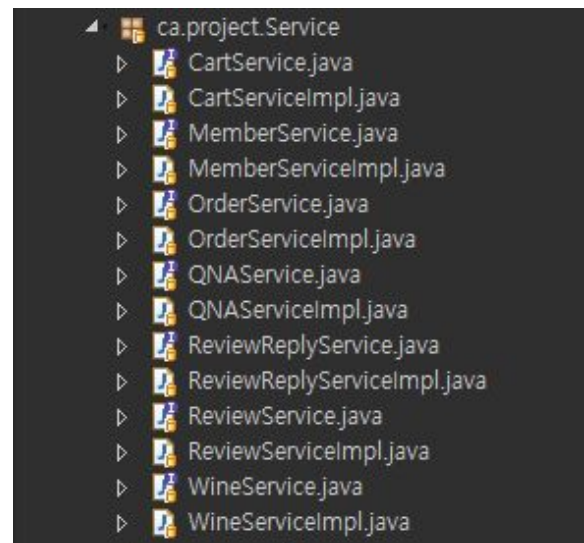 ca.project.Service
CartService.java
CartServiceImpl.java
MemberService.java
MemberServiceImpl.java
OrderService.java
OrderServiceImpl.java
QNAService.java
QNAServiceImpl.java
ReviewReplyService.java
ReviewReplyServiceImpl.java
ReviewService.java
ReviewServiceImpl.java
WineService.java
WineServiceImpl.java